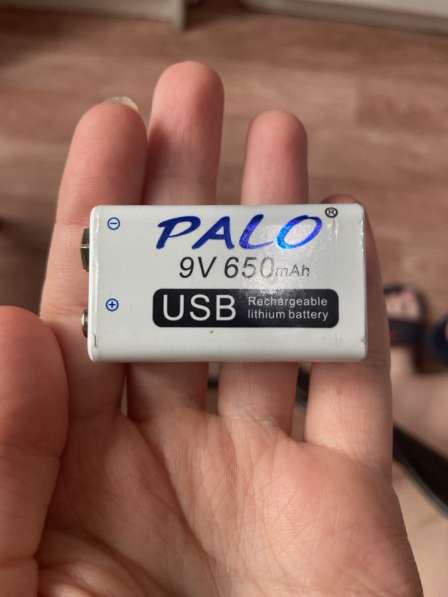 PALO®
9V 650mAh
USB Rechargeable
lithium battery